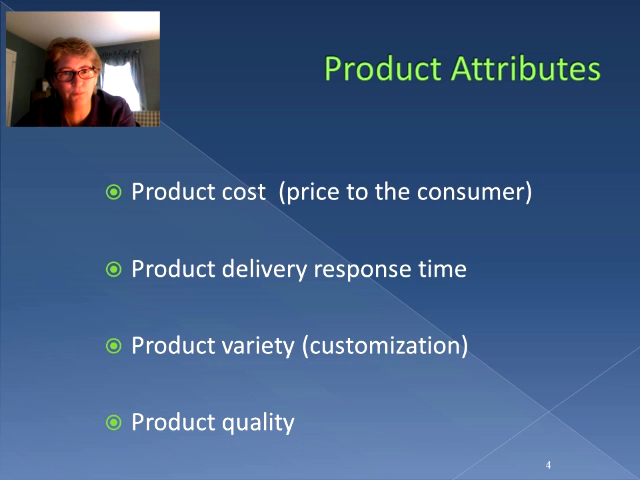 Product Attributes
Product cost  (price to the consumer)
Product delivery response time
Product variety (customization)
Product quality
4